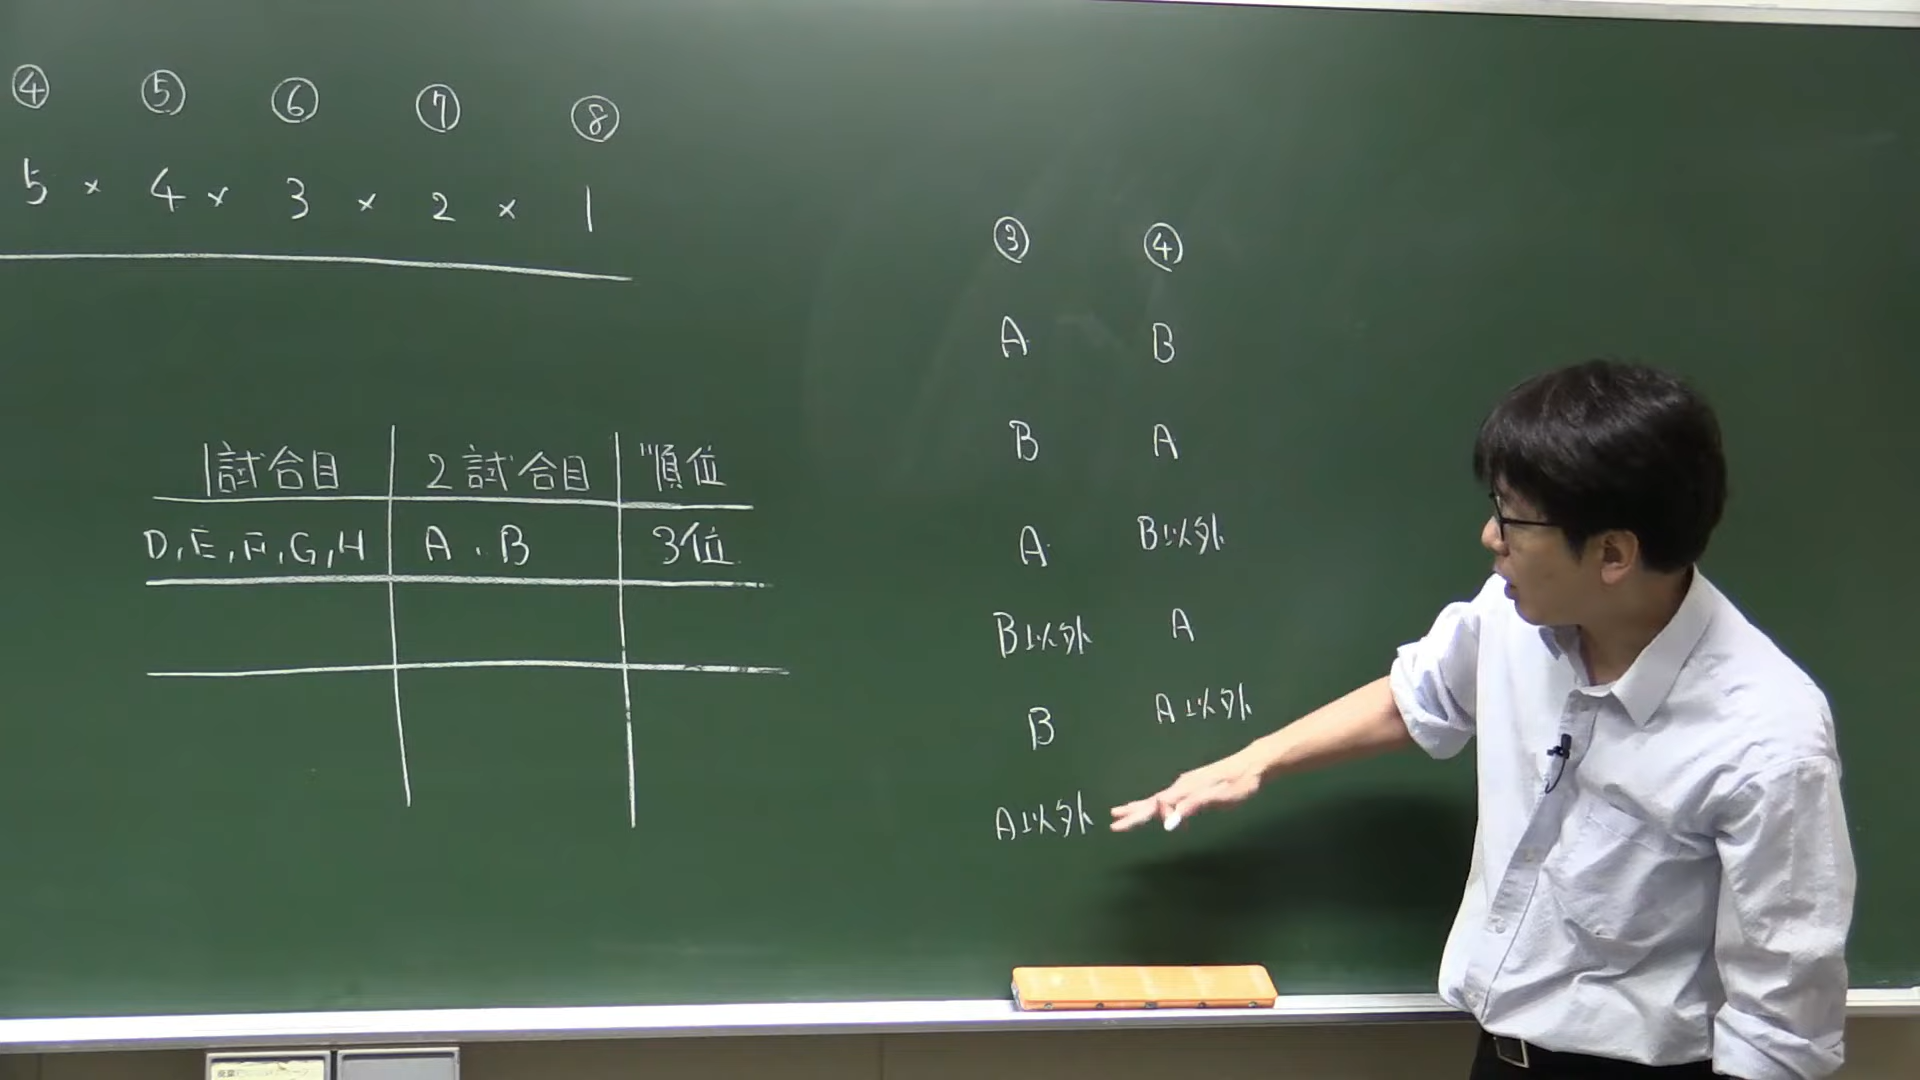 ④ ⑤ ⑥ ⑦ ⑧
5 × 4 × 3 × 2 × 1
1試合目 2試合目 順位
D, E, F, G, H A, B 3位
③ ④
A B
B A
A B以外
B以外 A
B A以外
A以外